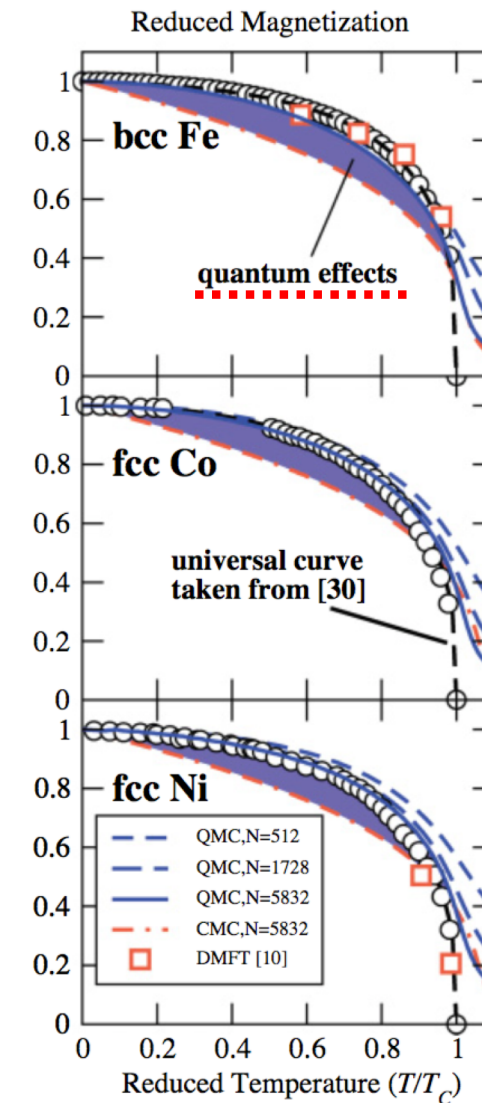 Reduced Magnetization
1
bcc Fe
0.8
0.6
0.4
quantum effects
0.2
0
1
fcc Co
0.8
0.6
universal curve
taken from [30]
0.4
0.2
0
1
fcc Ni
0.8
QMC,N=512
QMC,N=1728
QMC,N=5832
CMC,N=5832
DMFT [10]
0.6
0.4
0.2
0
0 0.2 0.4 0.6 0.8 1
Reduced Temperature (T/T_C)